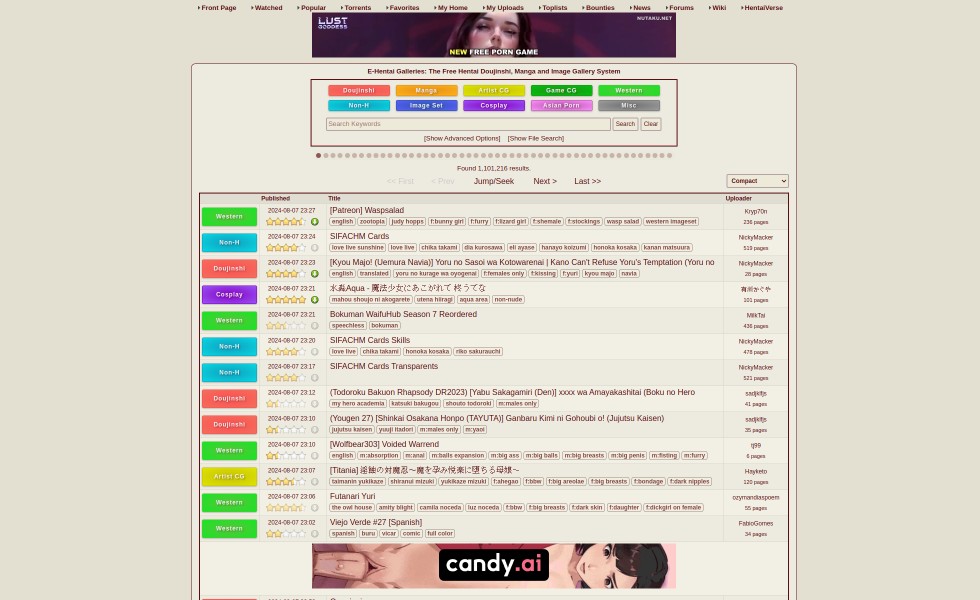 Front Page Watched Popular Torrents Favorites My Home My Uploads Toplists Bounties News Forums Wiki HentaiVerse
LUST GODDESS
NUTAKU.NET
NEW FREE PORN GAME
E-Hentai Galleries: The Free Hentai Doujinshi, Manga and Image Gallery System
Doujinshi Manga Artist CG Game CG Western
Non-H Image Set Cosplay Asian Porn Misc
Search Keywords Search Clear
[Show Advanced Options] [Show File Search]
Found 1,101,216 results.
<< First < Prev Jump/Seek Next > Last >> Compact
Published Title Uploader
Western 2024-08-07 23:27 [Patreon] Waspsalad Kryp70n
english zootopia judy hopps f:bunny girl f:furry f:lizard girl f:shemale f:stockings wasp salad western imageset 236 pages
Non-H 2024-08-07 23:24 SIFACHM Cards NickyMacker
love live sunshine love live chika takami dia kurosawa eli ayase hanayo koizumi honoka kosaka kanan matsuura 519 pages
Doujinshi 2024-08-07 23:23 [Kyou Majo! (Uemura Navia)] Yoru no Sasoi wa Kotowarenai | Kano Can't Refuse Yoru's Temptation (Yoru no NickyMacker
english translated yoru no kurage wa oyogenai f:females only f:kissing f:yuri kyou majo navia 28 pages
Cosplay 2024-08-07 23:21 水淼Aqua - 魔法少女にあこがれて 柊うてな
mahou shoujo ni akogarete utena hiiragi aqua area non-nude 101 pages
Western 2024-08-07 23:21 Bokuman WaifuHub Season 7 Reordered MilkTai
speechless bokuman 436 pages
Non-H 2024-08-07 23:20 SIFACHM Cards Skills NickyMacker
love live chika takami honoka kosaka riko sakurauchi 478 pages
Non-H 2024-08-07 23:17 SIFACHM Cards Transparents NickyMacker
521 pages
Doujinshi 2024-08-07 23:12 (Todoroku Bakuon Rhapsody DR2023) [Yabu Sakagamiri (Den)] xxxx wa Amayakashitai (Boku no Hero sadjklfjs
my hero academia katsuki bakugou shouto todoroki m:males only 41 pages
Doujinshi 2024-08-07 23:10 (Yougen 27) [Shinkai Osakana Honpo (TAYUTA)] Ganbaru Kimi ni Gohoubi o! (Jujutsu Kaisen) sadjklfjs
jujutsu kaisen yuuji itadori m:males only m:yaoi 35 pages
Western 2024-08-07 23:10 [Wolfbear303] Voided Warrend tj99
english m:absorption m:anal m:balls expansion m:big ass m:big balls m:big breasts m:big penis m:fisting m:furry 6 pages
Artist CG 2024-08-07 23:07 [Titania] 淫蝕の対魔忍～魔を孕み悦楽に堕ちる母娘～ Hayketo
taimanin yukikaze shiranui mizuki yukikaze mizuki f:ahegao f:bbw f:big areolae f:big breasts f:bondage f:dark nipples 120 pages
Western 2024-08-07 23:06 Futanari Yuri ozymandiaspoem
the owl house amity blight camila noceda luz noceda f:bbw f:big breasts f:dark skin f:daughter f:dickgirl on female 55 pages
Western 2024-08-07 23:02 Viejo Verde #27 [Spanish] FabioGomes
spanish buru vicar comic full color 34 pages
candy.ai